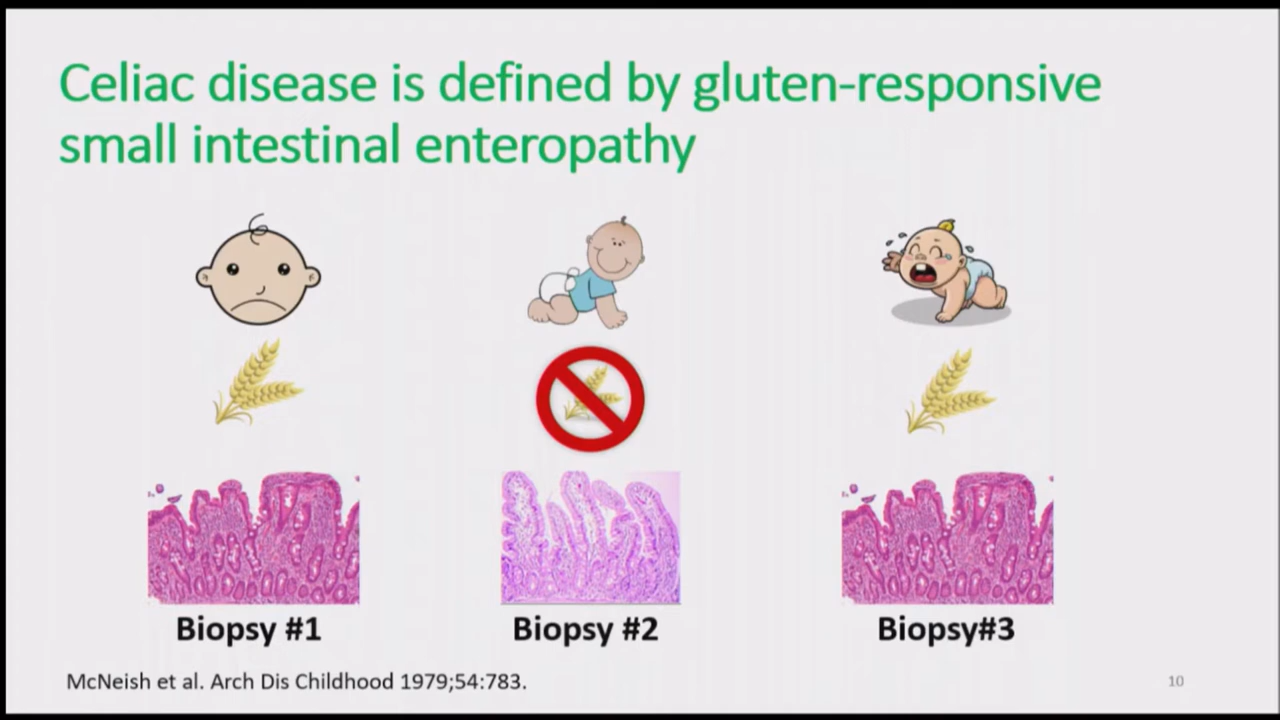 Celiac disease is defined by gluten-responsive
small intestinal enteropathy
Biopsy #1
Biopsy #2
Biopsy#3
McNeish et al. Arch Dis Childhood 1979;54:783.
10